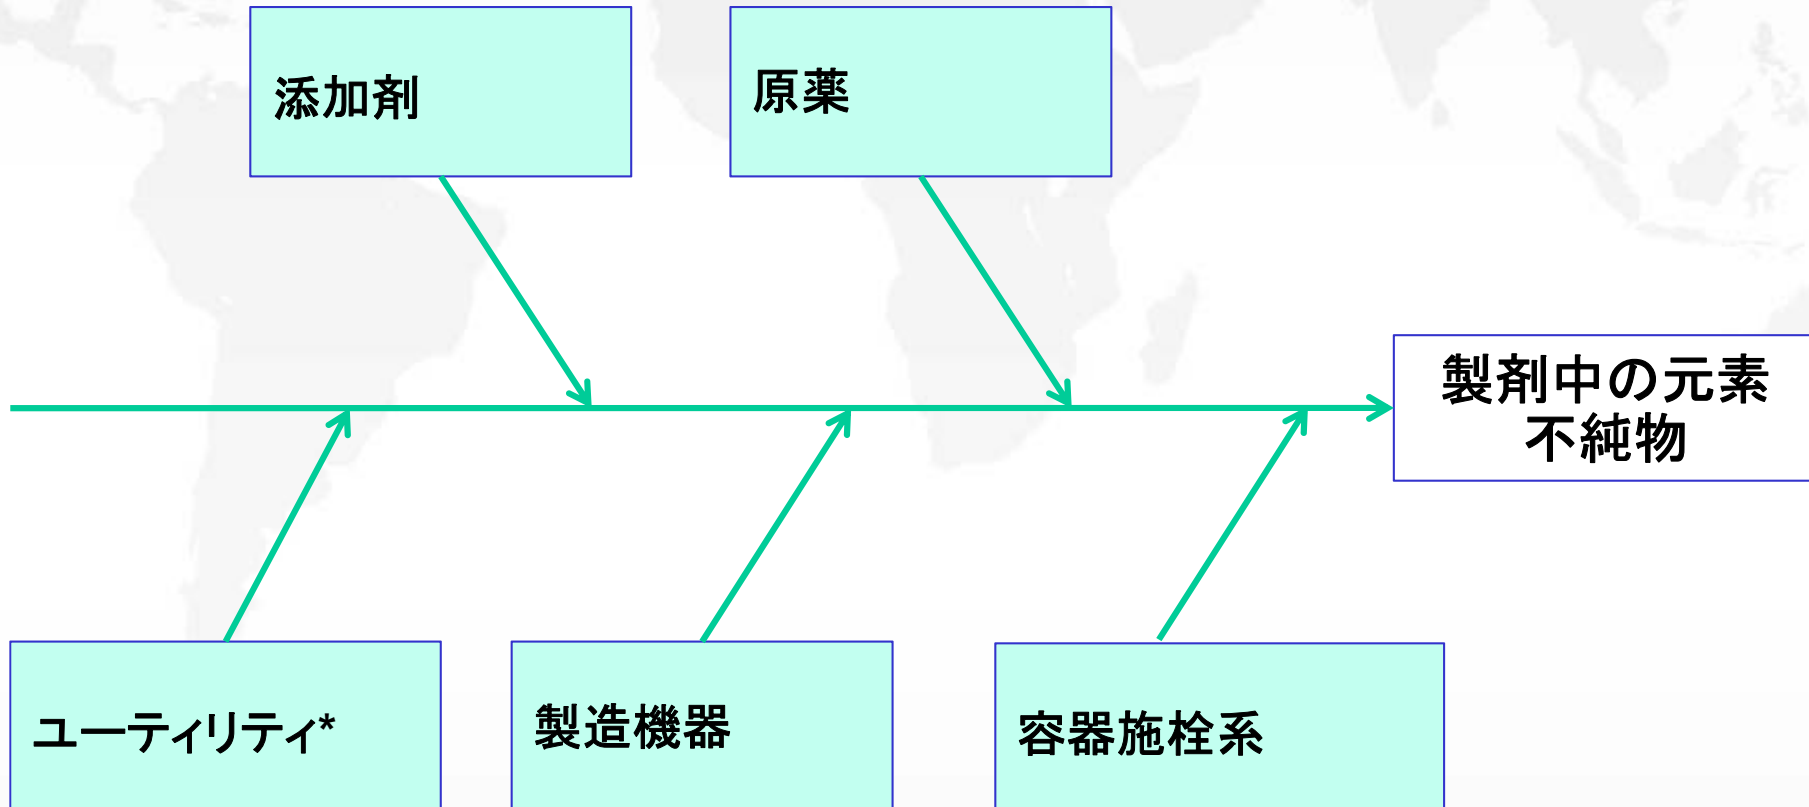 添加剤
原薬
製剤中の元素
不純物
ユーティリティ*
製造機器
容器施栓系